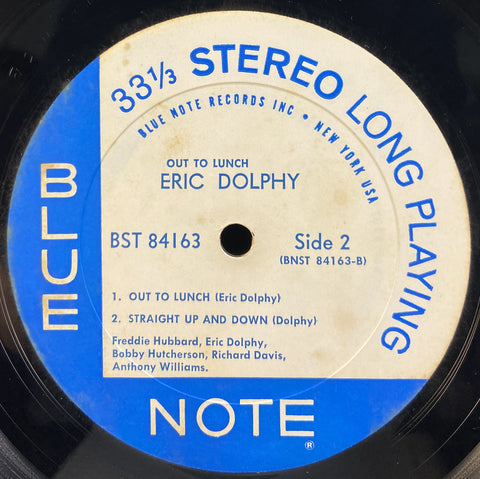 33 1/3 STEREO LONG PLAYING
BLUE NOTE RECORDS INC • NEW YORK USA
OUT TO LUNCH
ERIC DOLPHY
BST 84163
Side 2
(BNST 84163-B)
1. OUT TO LUNCH (Eric Dolphy)
2. STRAIGHT UP AND DOWN (Dolphy)
Freddie Hubbard, Eric Dolphy,
Bobby Hutcherson, Richard Davis,
Anthony Williams.
BLUE
NOTE®